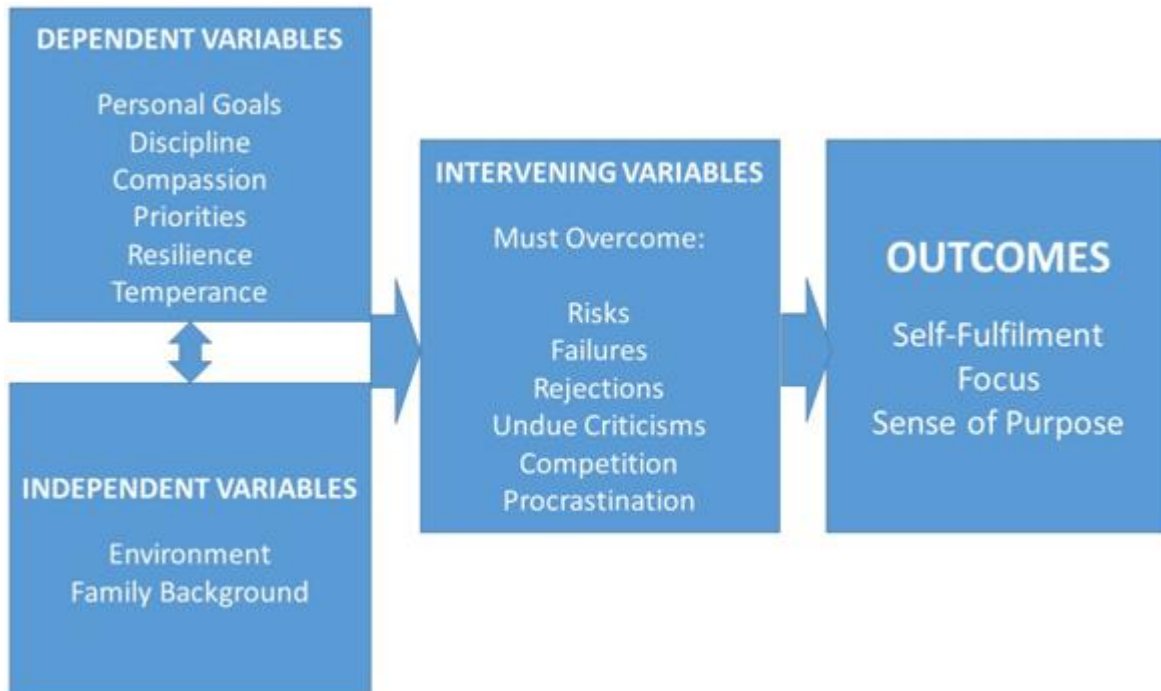 DEPENDENT VARIABLES
Personal Goals
Discipline
Compassion
Priorities
Resilience
Temperance
INDEPENDENT VARIABLES
Environment
Family Background
INTERVENING VARIABLES
Must Overcome:
Risks
Failures
Rejections
Undue Criticisms
Competition
Procrastination
OUTCOMES
Self-Fulfilment
Focus
Sense of Purpose